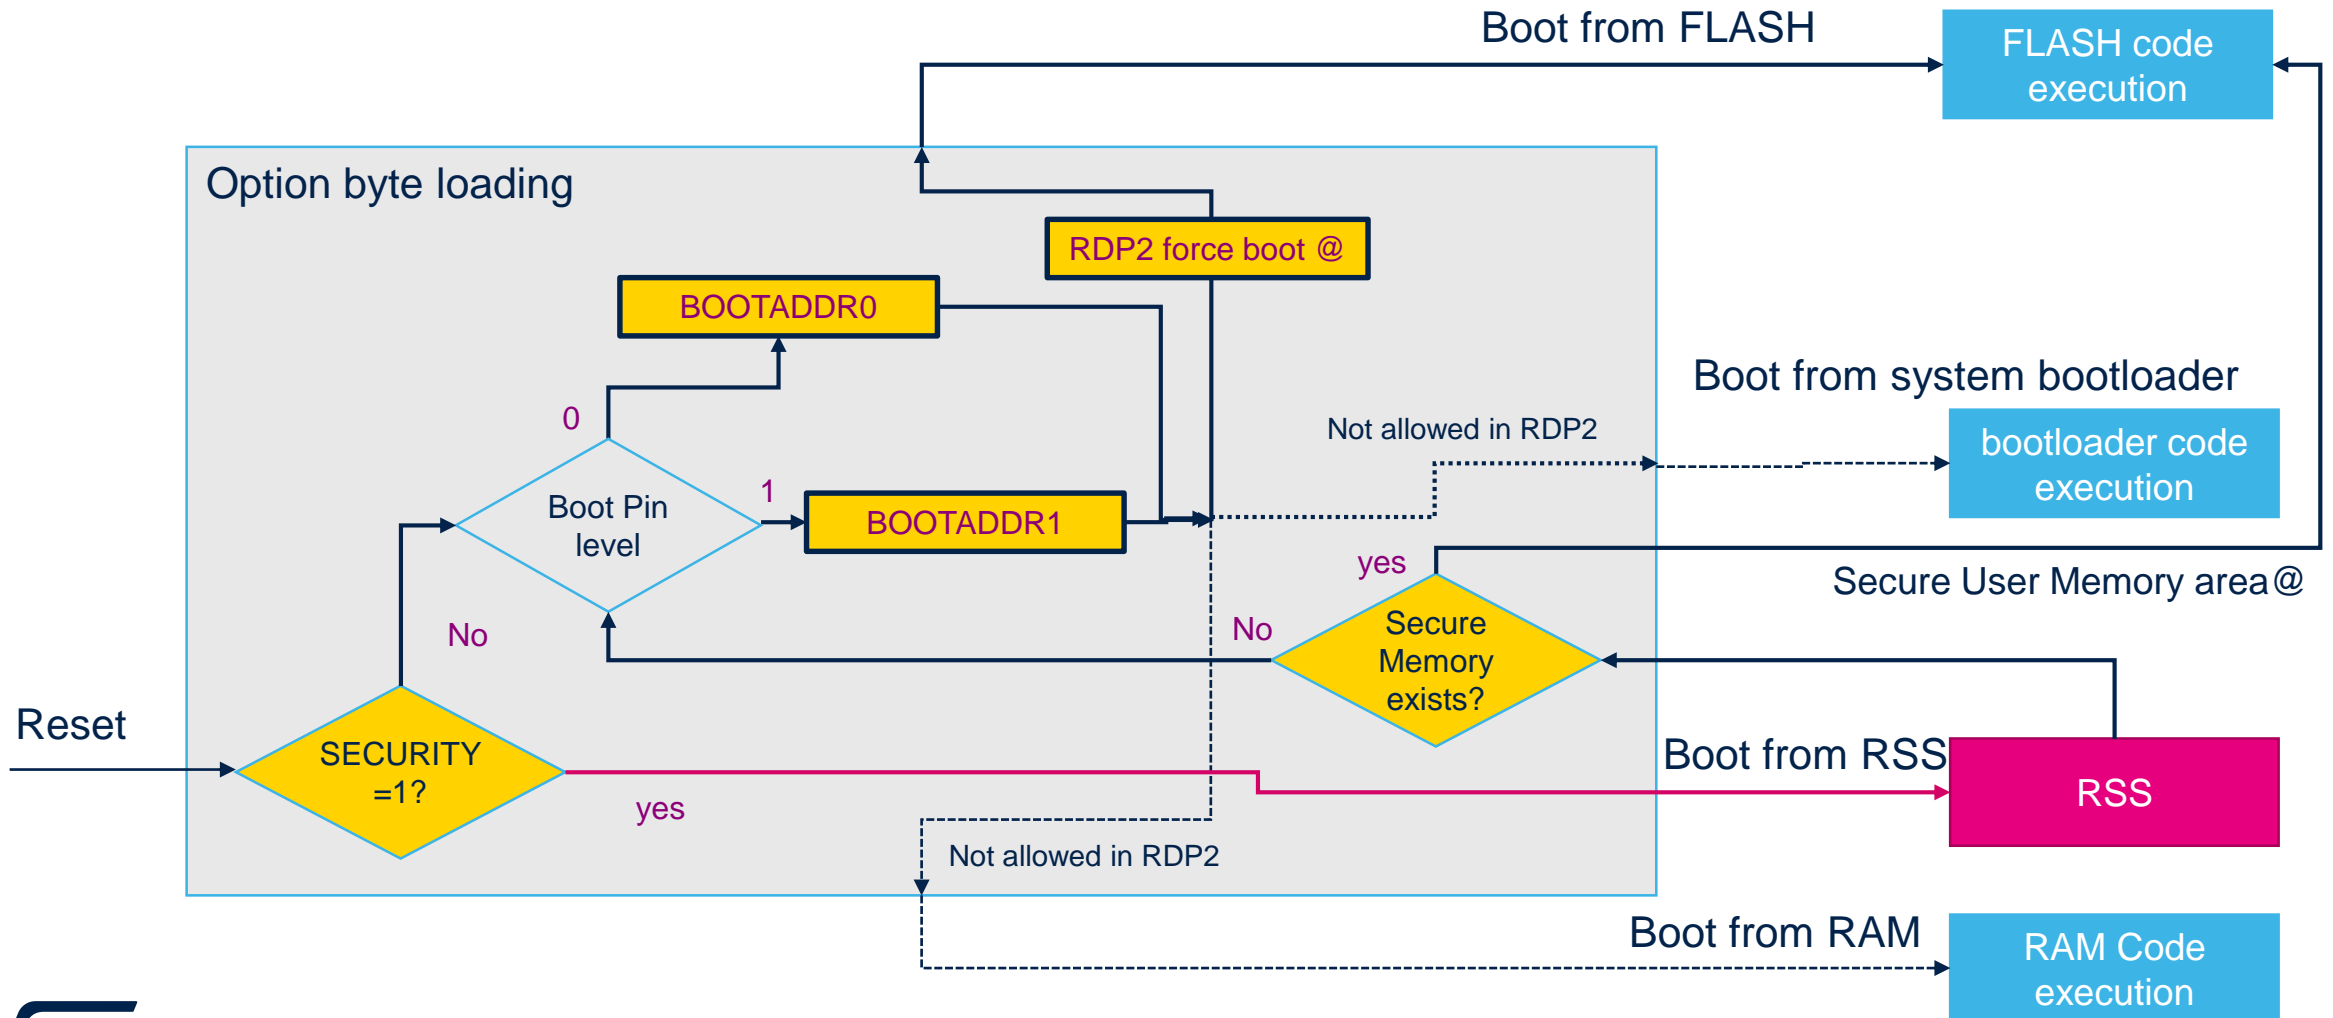 Boot from FLASH
FLASH code
execution
Option byte loading
RDP2 force boot @
BOOTADDR0
Boot from system bootloader
0
Not allowed in RDP2
bootloader code
execution
1
Boot Pin
level
BOOTADDR1
yes
Secure User Memory area@
No
No
Secure
Memory
exists?
Reset
SECURITY
=1?
yes
Boot from RSS
RSS
Not allowed in RDP2
Boot from RAM
RAM Code
execution